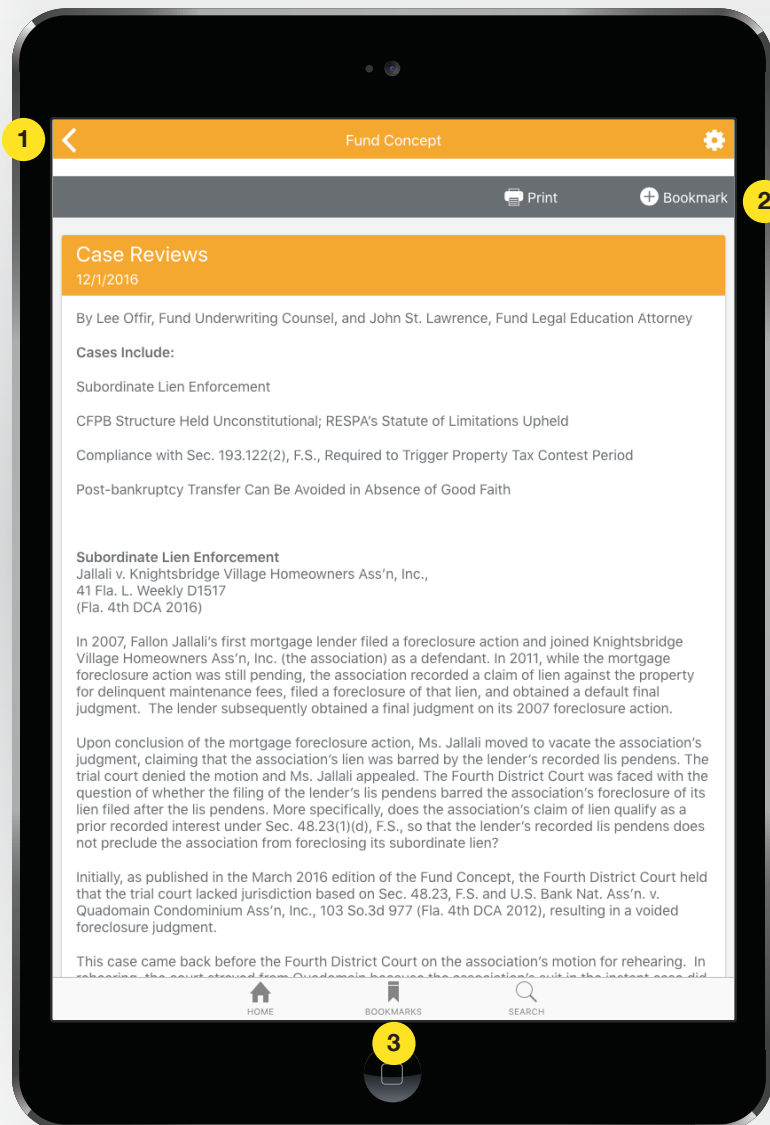 1
Fund Concept
Print
Bookmark
2
Case Reviews
12/1/2016
By Lee Offir, Fund Underwriting Counsel, and John St. Lawrence, Fund Legal Education Attorney
Cases Include:
Subordinate Lien Enforcement
CFPB Structure Held Unconstitutional; RESPA’s Statute of Limitations Upheld
Compliance with Sec. 193.122(2), F.S., Required to Trigger Property Tax Contest Period
Post-bankruptcy Transfer Can Be Avoided in Absence of Good Faith
Subordinate Lien Enforcement
Jallali v. Knightsbridge Village Homeowners Ass’n, Inc.,
41 Fla. L. Weekly D1517
(Fla. 4th DCA 2016)
In 2007, Fallon Jallali’s first mortgage lender filed a foreclosure action and joined Knightsbridge
Village Homeowners Ass’n, Inc. (the association) as a defendant. In 2011, while the mortgage
foreclosure action was still pending, the association recorded a claim of lien against the property
for delinquent maintenance fees, filed a foreclosure of that lien, and obtained a default final
judgment.  The lender subsequently obtained a final judgment on its 2007 foreclosure action.
Upon conclusion of the mortgage foreclosure action, Ms. Jallali moved to vacate the association’s
judgment, claiming that the association’s lien was barred by the lender’s recorded lis pendens. The
trial court denied the motion and Ms. Jallali appealed. The Fourth District Court was faced with the
question of whether the filing of the lender’s lis pendens barred the association’s foreclosure of its
lien filed after the lis pendens. More specifically, does the association’s claim of lien qualify as a
prior recorded interest under Sec. 48.23(1)(d), F.S., so that the lender’s recorded lis pendens does
not preclude the association from foreclosing its subordinate lien?
Initially, as published in the March 2016 edition of the Fund Concept, the Fourth District Court held
that the trial court lacked jurisdiction based on Sec. 48.23, F.S. and U.S. Bank Nat. Ass’n. v.
Quadomain Condominium Ass’n, Inc., 103 So.3d 977 (Fla. 4th DCA 2012), resulting in a voided
foreclosure judgment.
This case came back before the Fourth District Court on the association’s motion for rehearing.  In
rehearing, the court strayed from Quadomain because the association’s suit in the instant case did
HOME
BOOKMARKS
SEARCH
3